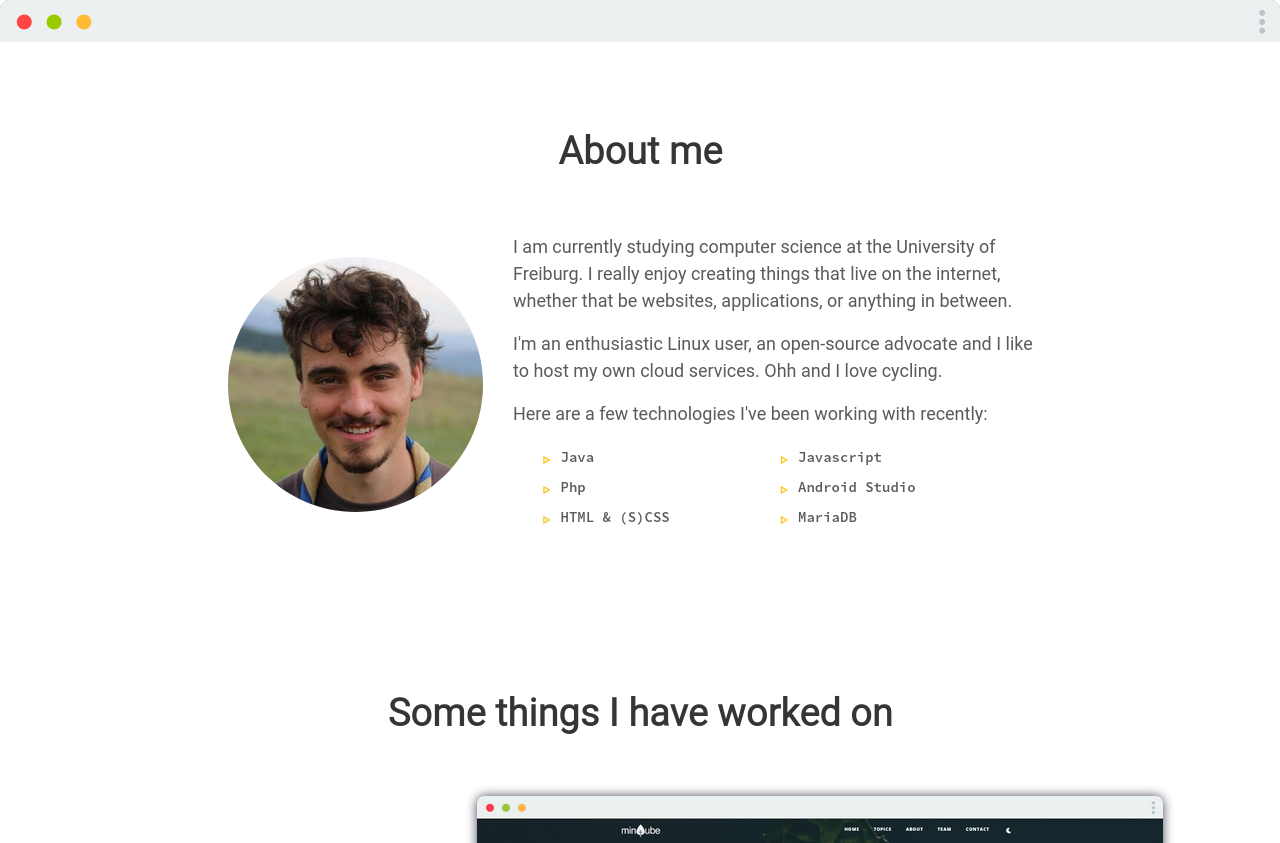 About me
I am currently studying computer science at the University of
Freiburg. I really enjoy creating things that live on the internet,
whether that be websites, applications, or anything in between.
I'm an enthusiastic Linux user, an open-source advocate and I like
to host my own cloud services. Ohh and I love cycling.
Here are a few technologies I've been working with recently:
Java
Javascript
Php
Android Studio
HTML & (S)CSS
MariaDB
Some things I have worked on
HOME TOPICS ABOUT TEAM CONTACT